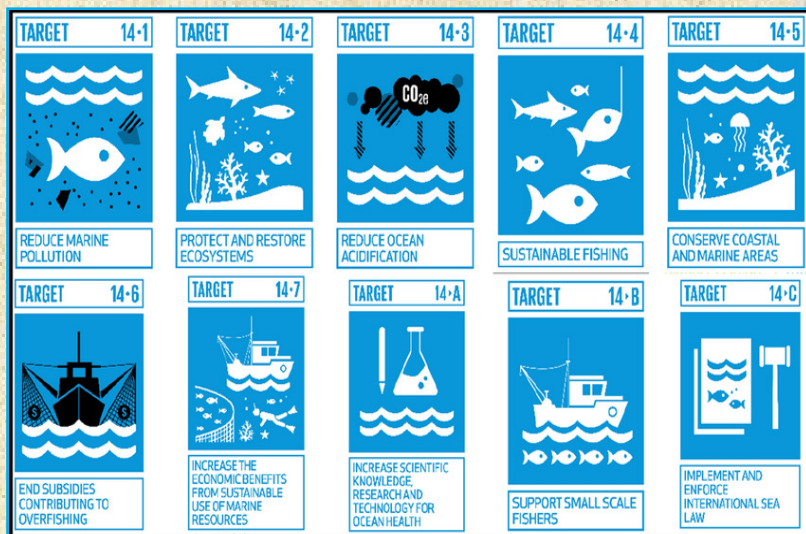 TARGET 14·1
TARGET 14·2
TARGET 14·3
TARGET 14·4
TARGET 14·5
CO2e
REDUCE MARINE
POLLUTION
PROTECT AND RESTORE
ECOSYSTEMS
REDUCE OCEAN
ACIDIFICATION
SUSTAINABLE FISHING
CONSERVE COASTAL
AND MARINE AREAS
TARGET 14·6
TARGET 14·7
TARGET 14·A
TARGET 14·B
TARGET 14·C
$ $
END SUBSIDIES
CONTRIBUTING TO
OVERFISHING
INCREASE THE
ECONOMIC BENEFITS
FROM SUSTAINABLE
USE OF MARINE
RESOURCES
INCREASE SCIENTIFIC
KNOWLEDGE,
RESEARCH AND
TECHNOLOGY FOR
OCEAN HEALTH
SUPPORT SMALL SCALE
FISHERS
IMPLEMENT AND
ENFORCE
INTERNATIONAL SEA
LAW